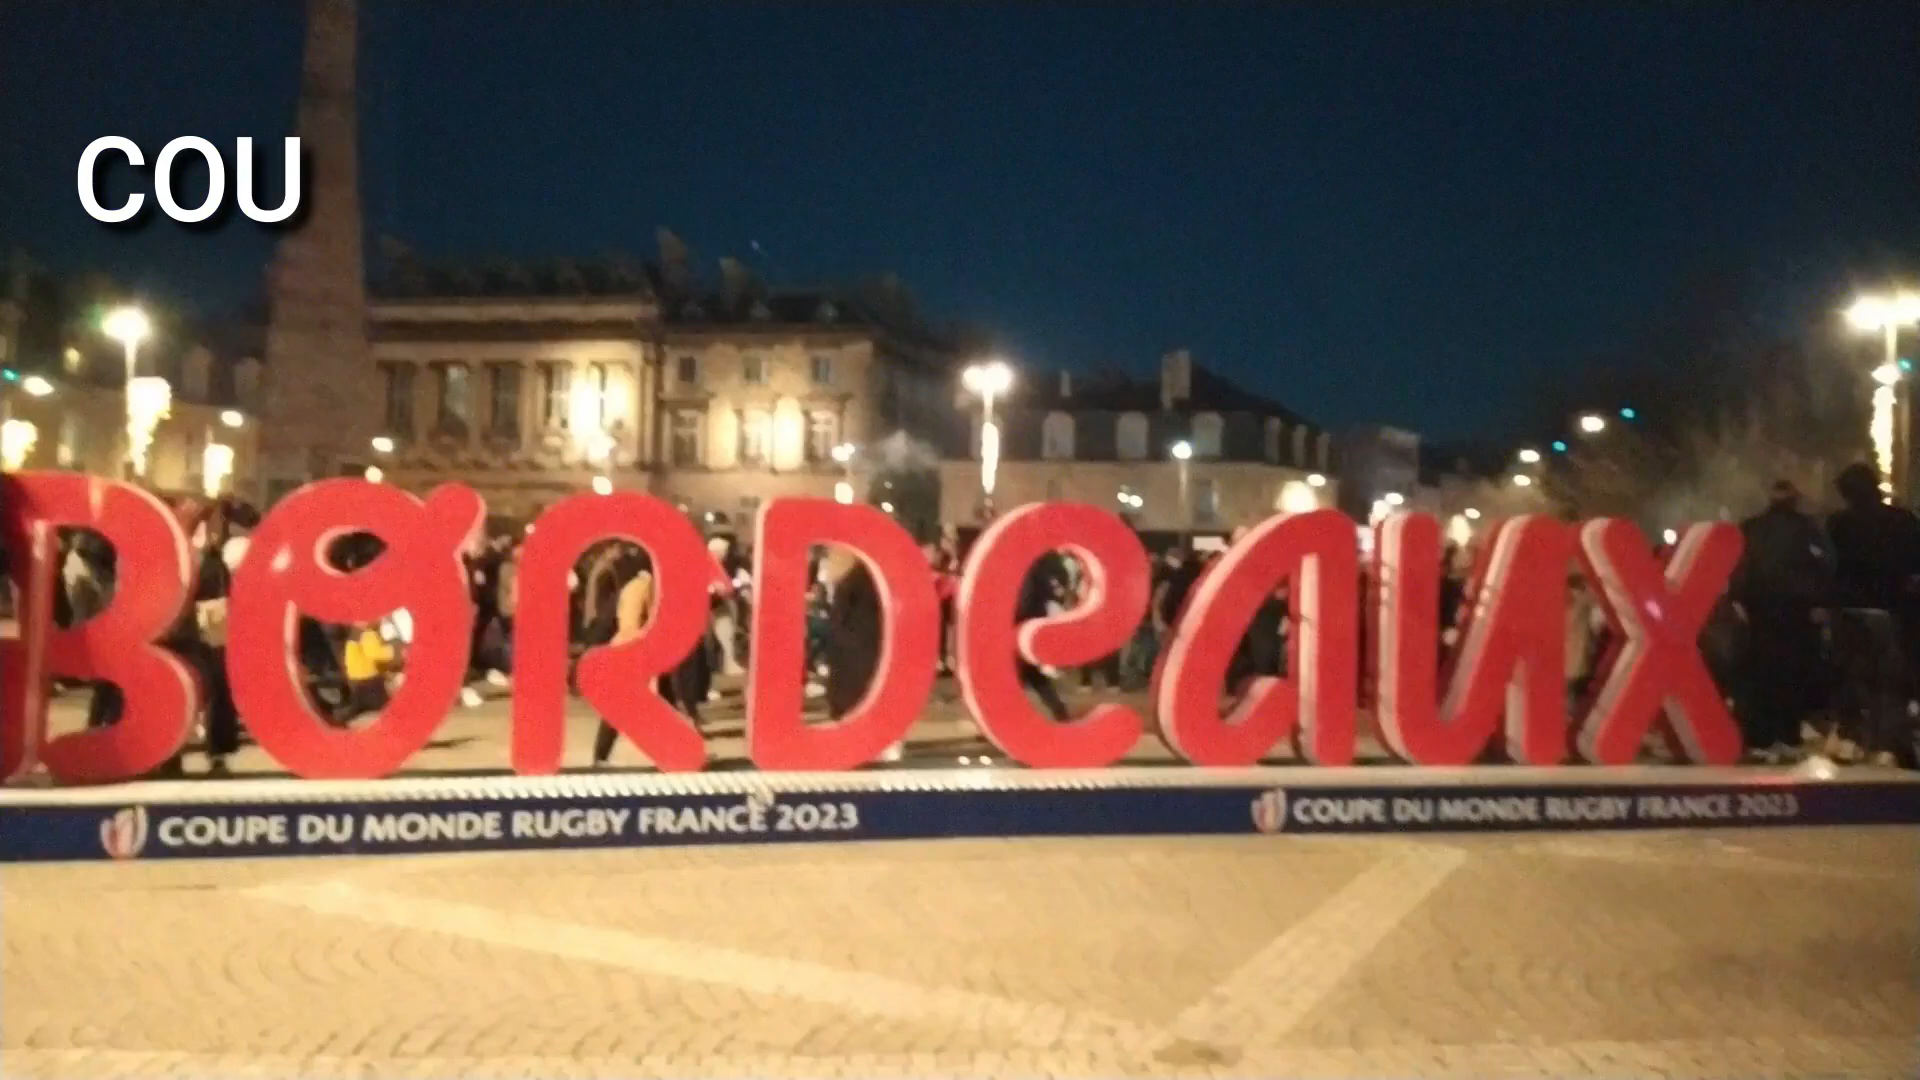 COU
BORDEAUX
COUPE DU MONDE RUGBY FRANCE 2023
COUPE DU MONDE RUGBY FRANCE 2023